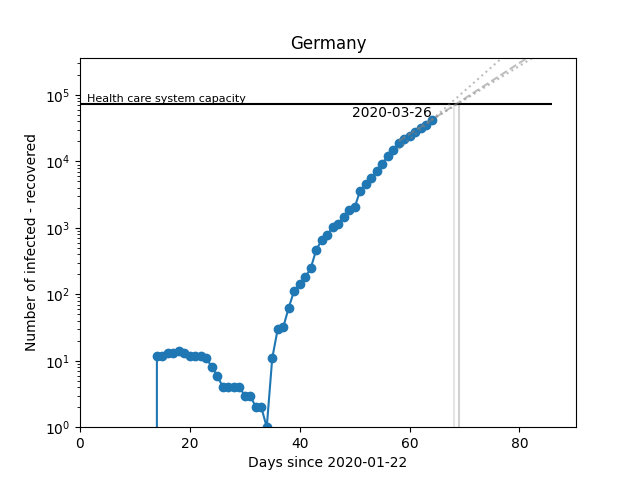 Germany
Number of infected - recovered
10^5
10^4
10^3
10^2
10^1
10^0
Health care system capacity
2020-03-26
0 20 40 60 80
Days since 2020-01-22